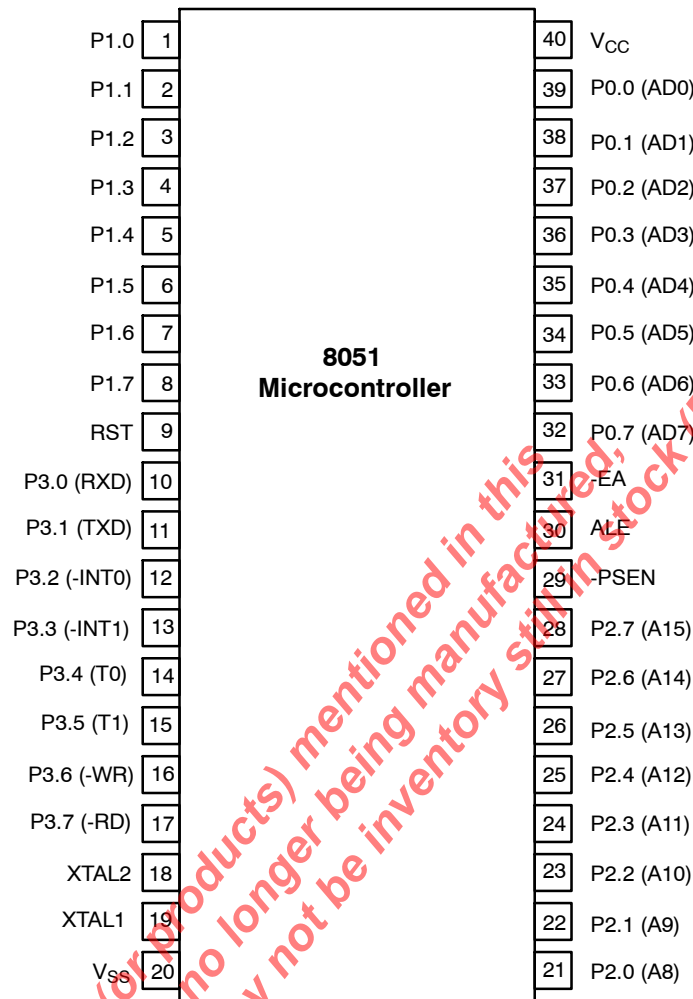 P1.0 1
P1.1 2
P1.2 3
P1.3 4
P1.4 5
P1.5 6
P1.6 7
P1.7 8
RST 9
P3.0 (RXD) 10
P3.1 (TXD) 11
P3.2 (-INT0) 12
P3.3 (-INT1) 13
P3.4 (T0) 14
P3.5 (T1) 15
P3.6 (-WR) 16
P3.7 (-RD) 17
XTAL2 18
XTAL1 19
VSS 20
8051
Microcontroller
40 VCC
39 P0.0 (AD0)
38 P0.1 (AD1)
37 P0.2 (AD2)
36 P0.3 (AD3)
35 P0.4 (AD4)
34 P0.5 (AD5)
33 P0.6 (AD6)
32 P0.7 (AD7)
31 -EA
30 ALE
29 -PSEN
28 P2.7 (A15)
27 P2.6 (A14)
26 P2.5 (A13)
25 P2.4 (A12)
24 P2.3 (A11)
23 P2.2 (A10)
22 P2.1 (A9)
21 P2.0 (A8)
(or products) mentioned in this
no longer being manufactured,
not be inventory still in stock